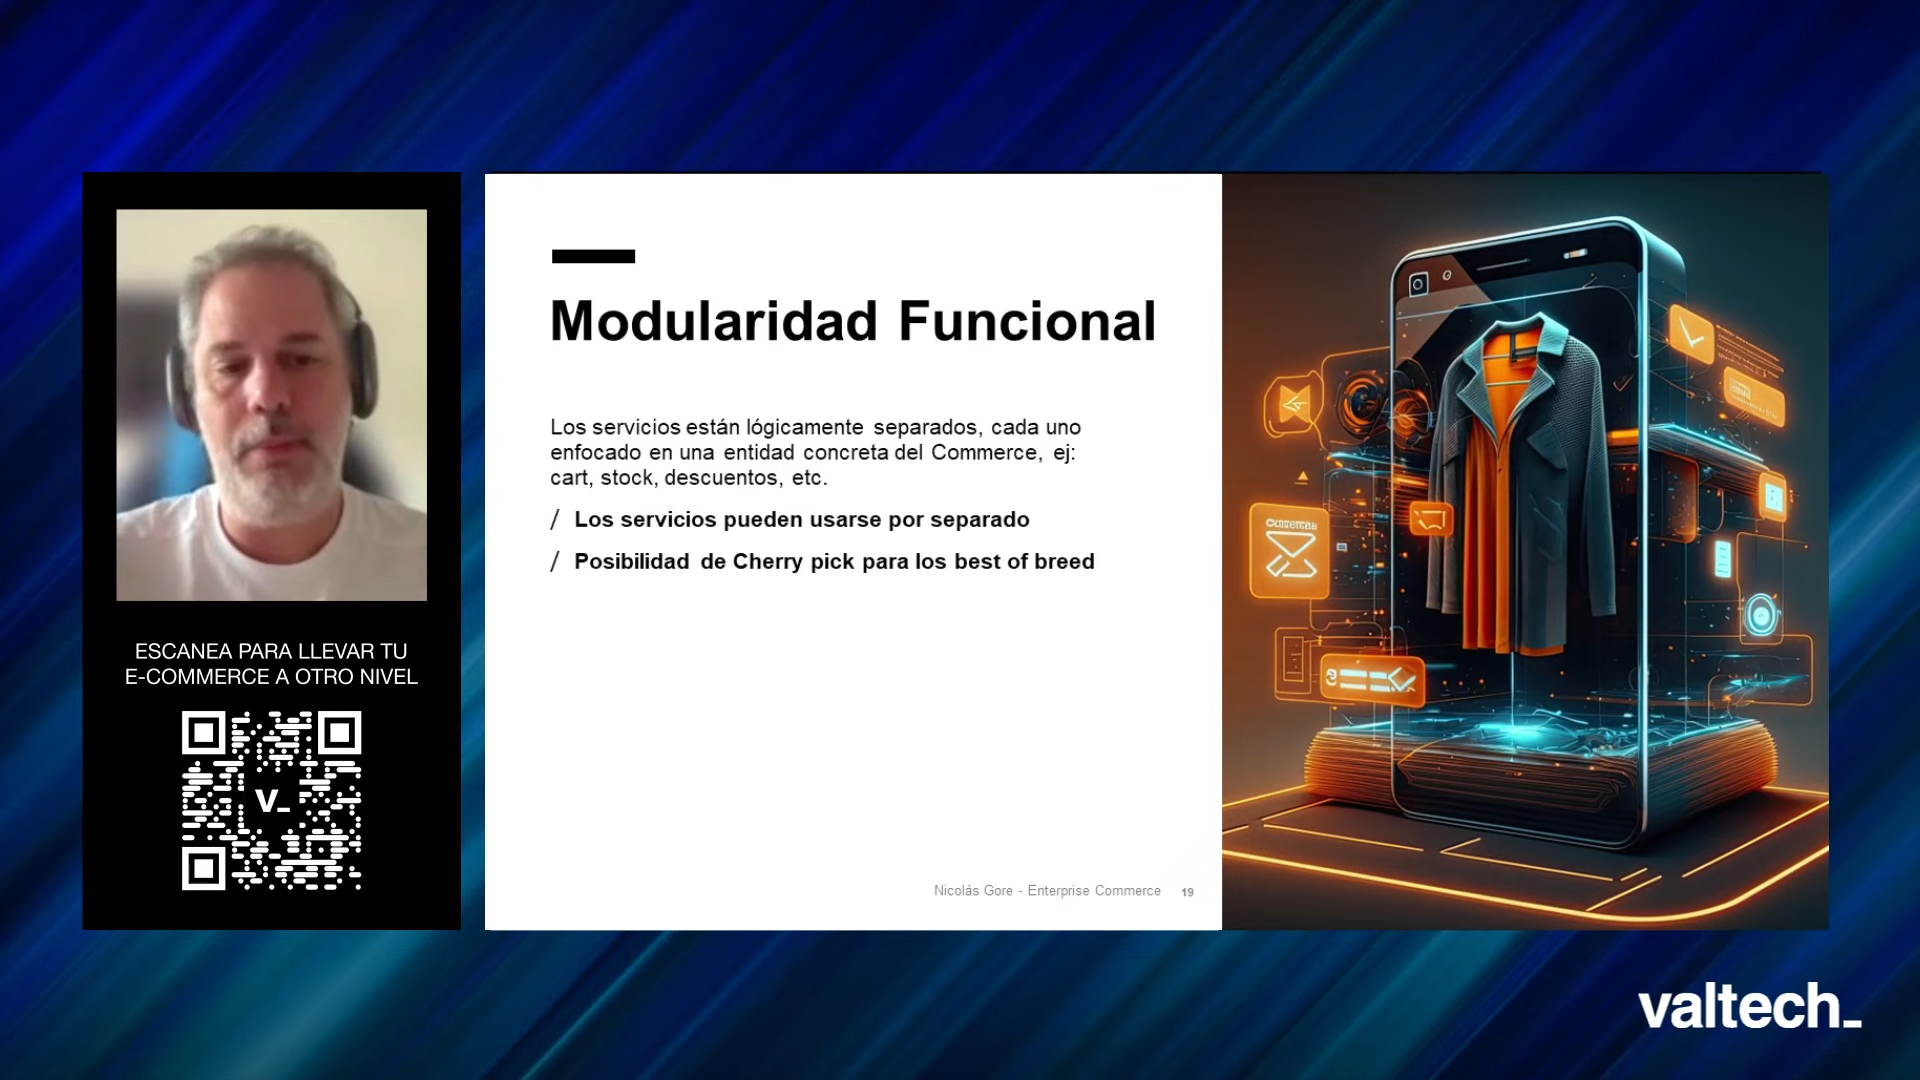 ESCANEA PARA LLEVAR TU
E-COMMERCE A OTRO NIVEL
V_
Modularidad Funcional
Los servicios están lógicamente separados, cada uno
enfocado en una entidad concreta del Commerce, ej:
cart, stock, descuentos, etc.
/ Los servicios pueden usarse por separado
/ Posibilidad de Cherry pick para los best of breed
Nicolás Gore - Enterprise Commerce 19
valtech_